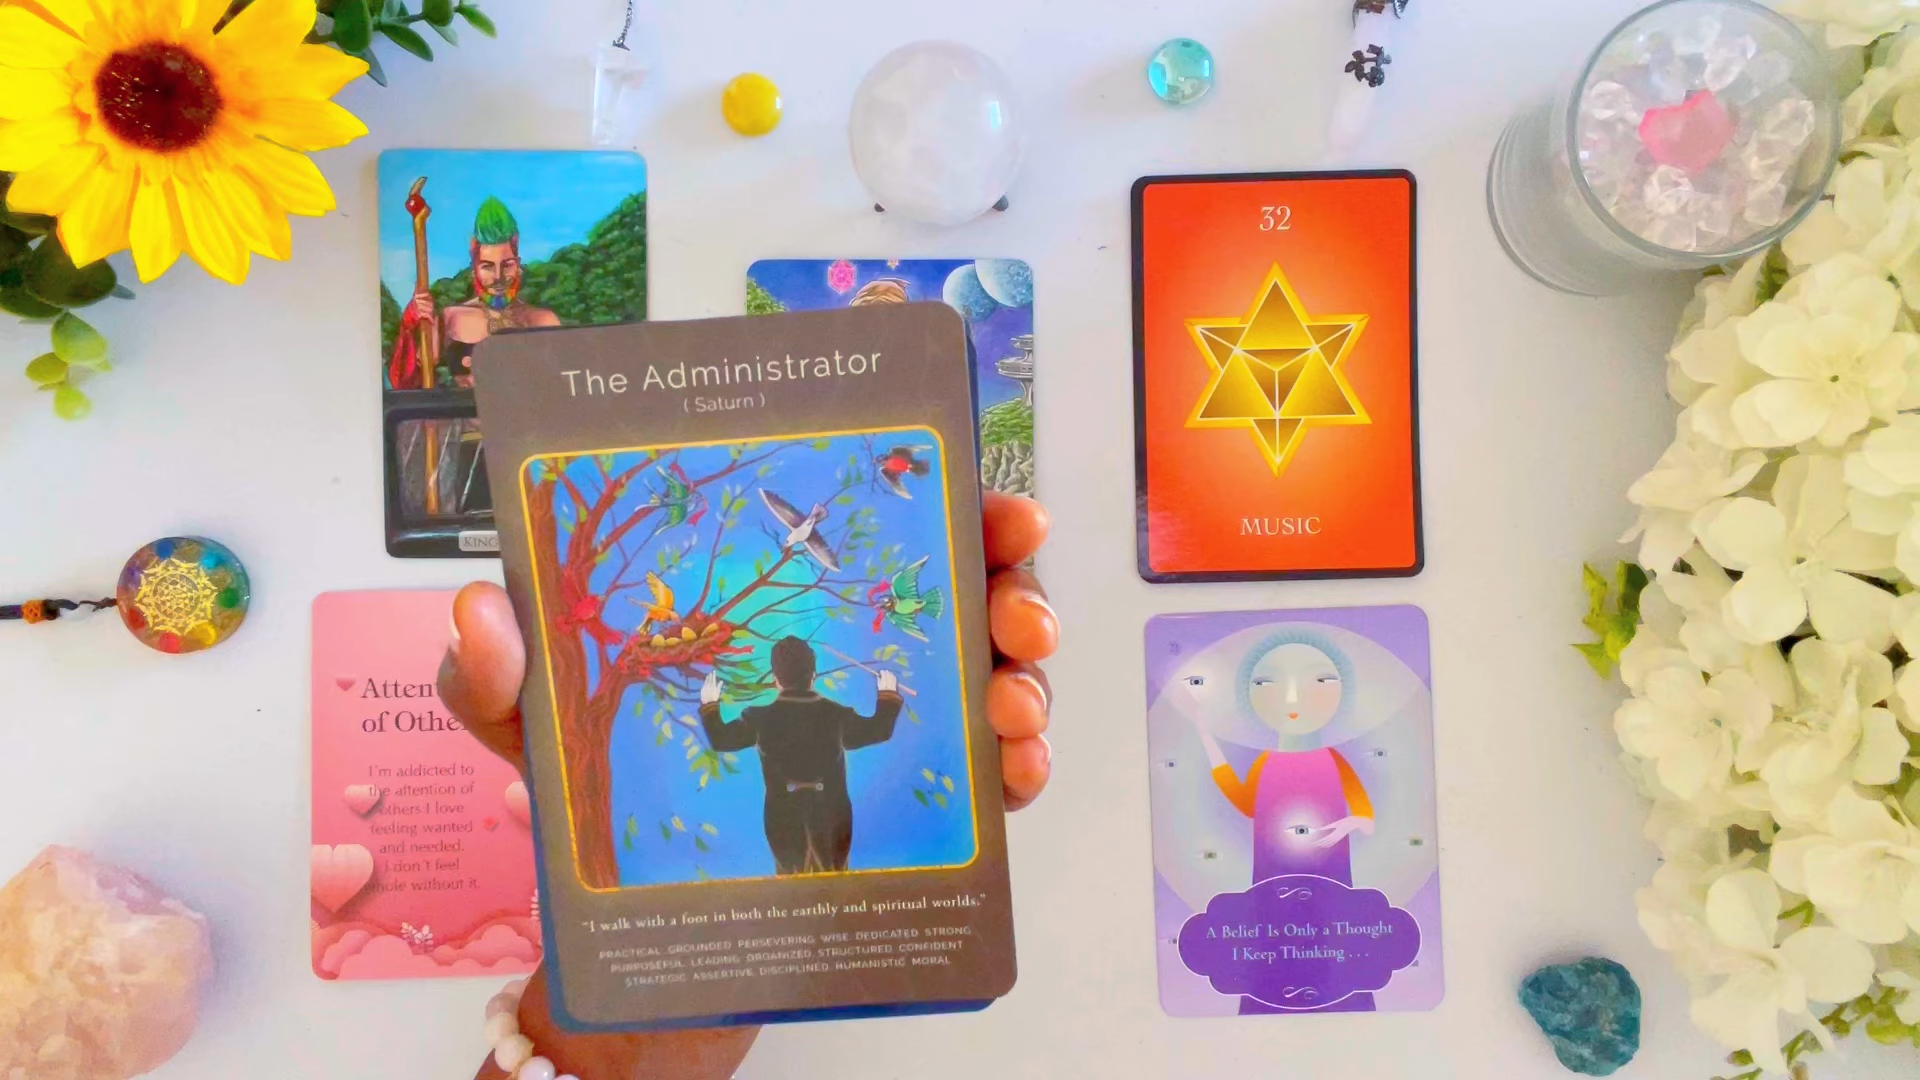 32
MUSIC
The Administrator
( Saturn )
"I walk with a foot in both the earthly and spiritual worlds."
PRACTICAL GROUNDED PERSEVERING WISE DEDICATED STRONG
PURPOSEFUL LEADING ORGANIZED STRUCTURED CONFIDENT
STRATEGIC ASSERTIVE DISCIPLINED HUMANISTIC MORAL
KING
Atten
of Othe
I'm addicted to
the attention of
others I love
feeling wanted
and needed.
I don't feel
whole without it.
A Belief Is Only a Thought
I Keep Thinking . . .